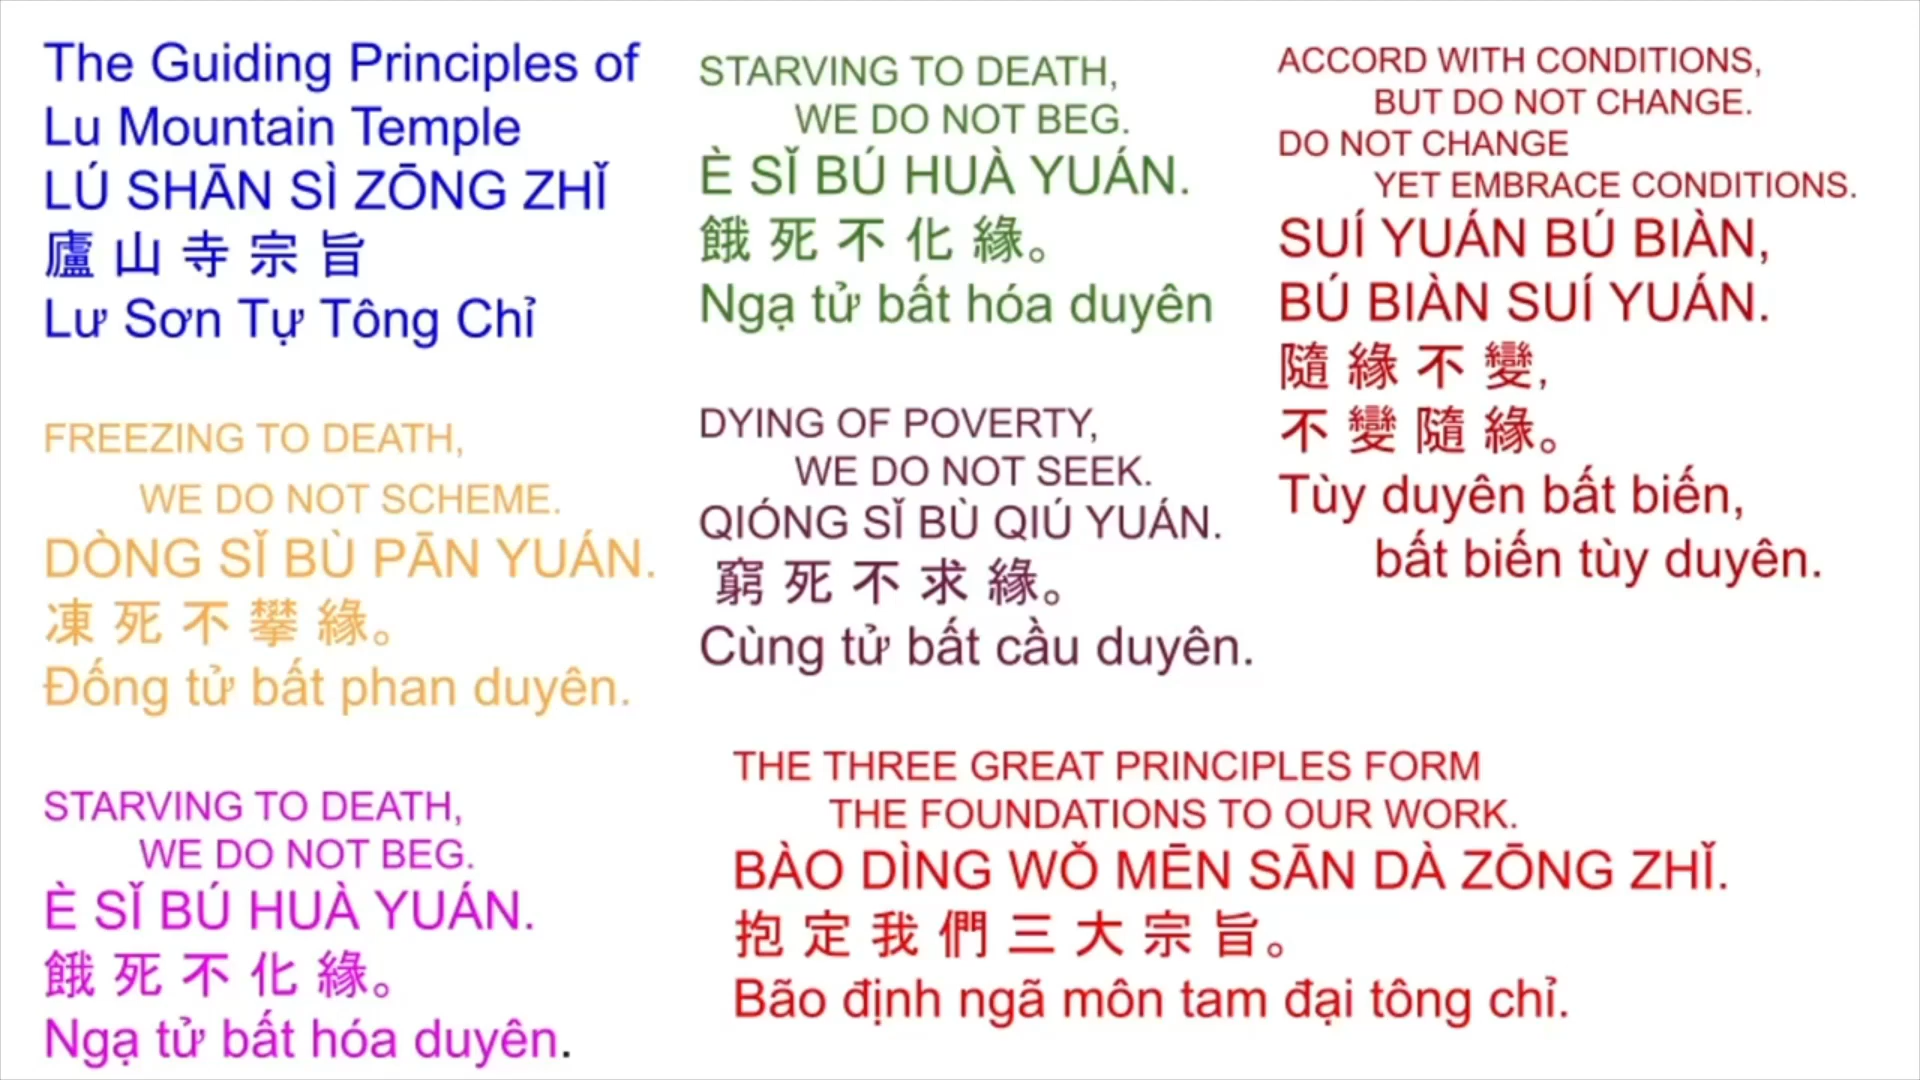 The Guiding Principles of
Lu Mountain Temple
LÚ SHĀN SÌ ZŌNG ZHǏ
廬 山 寺 宗 旨
Lư Sơn Tự Tông Chỉ
FREEZING TO DEATH,
WE DO NOT SCHEME.
DÒNG SǏ BÙ PĀN YUÁN.
凍 死 不 攀 緣。
Đống tử bất phan duyên.
STARVING TO DEATH,
WE DO NOT BEG.
È SǏ BÚ HUÀ YUÁN.
餓 死 不 化 緣。
Ngạ tử bất hóa duyên.
STARVING TO DEATH,
WE DO NOT BEG.
È SǏ BÚ HUÀ YUÁN.
餓 死 不 化 緣。
Ngạ tử bất hóa duyên
DYING OF POVERTY,
WE DO NOT SEEK.
QIÓNG SǏ BÙ QIÚ YUÁN.
窮 死 不 求 緣。
Cùng tử bất cầu duyên.
ACCORD WITH CONDITIONS,
BUT DO NOT CHANGE.
DO NOT CHANGE
YET EMBRACE CONDITIONS.
SUÍ YUÁN BÚ BIÀN,
BÚ BIÀN SUÍ YUÁN.
隨 緣 不 變,
不 變 隨 緣。
Tùy duyên bất biến,
bất biến tùy duyên.
THE THREE GREAT PRINCIPLES FORM
THE FOUNDATIONS TO OUR WORK.
BÀO DÌNG WǑ MĒN SĀN DÀ ZŌNG ZHǏ.
抱 定 我 們 三 大 宗 旨。
Bão định ngã môn tam đại tông chỉ.